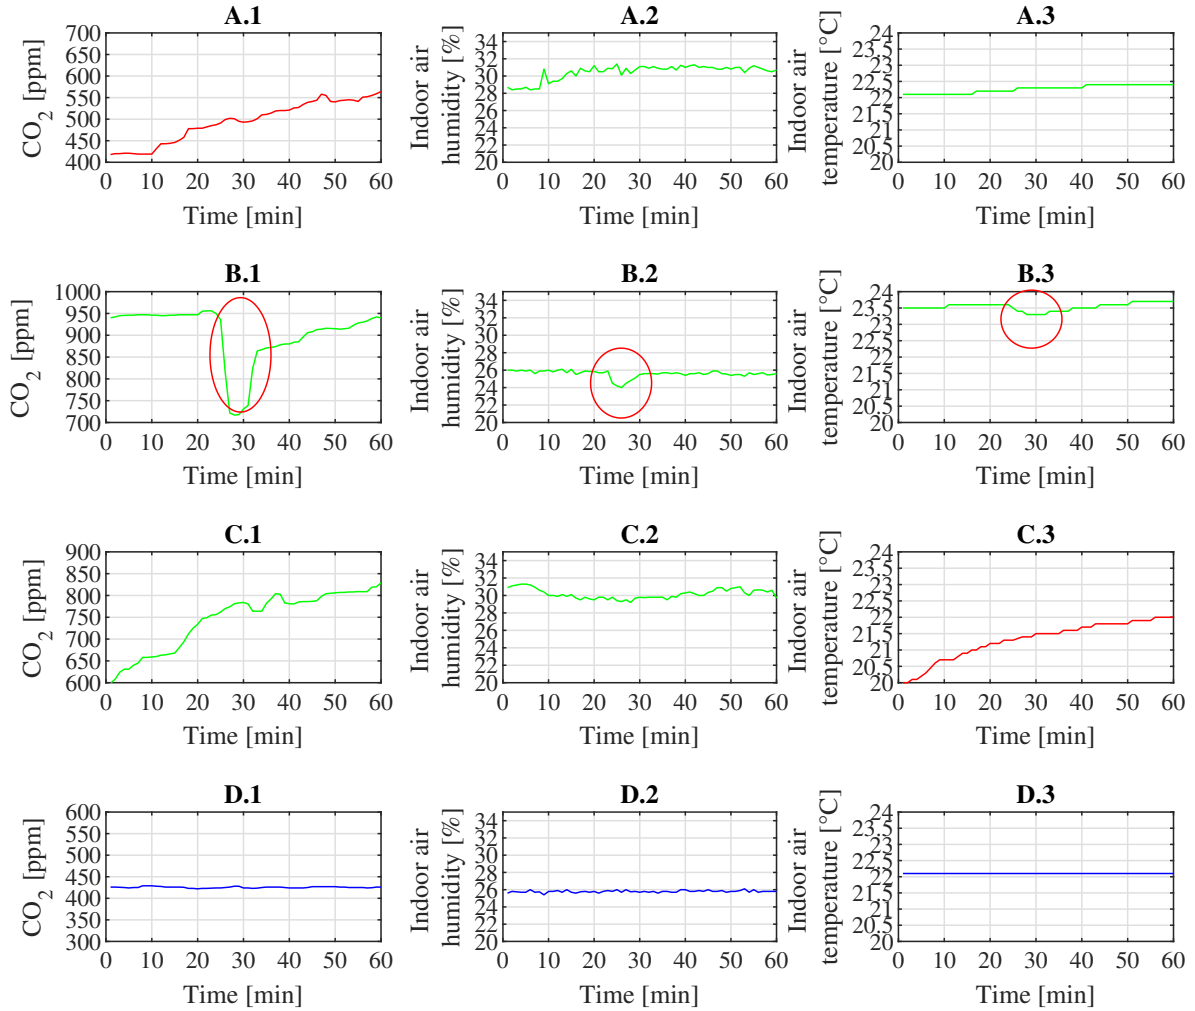 A.1
CO2 [ppm]
700
650
600
550
500
450
400
0 10 20 30 40 50 60
Time [min]
A.2
Indoor air
humidity [%]
34
32
30
28
26
24
22
20
0 10 20 30 40 50 60
Time [min]
A.3
Indoor air
temperature [°C]
24
23.5
23
22.5
22
21.5
21
20.5
20
0 10 20 30 40 50 60
Time [min]
B.1
CO2 [ppm]
1000
950
900
850
800
750
700
0 10 20 30 40 50 60
Time [min]
B.2
Indoor air
humidity [%]
34
32
30
28
26
24
22
20
0 10 20 30 40 50 60
Time [min]
B.3
Indoor air
temperature [°C]
24
23.5
23
22.5
22
21.5
21
20.5
20
0 10 20 30 40 50 60
Time [min]
C.1
CO2 [ppm]
900
850
800
750
700
650
600
0 10 20 30 40 50 60
Time [min]
C.2
Indoor air
humidity [%]
34
32
30
28
26
24
22
20
0 10 20 30 40 50 60
Time [min]
C.3
Indoor air
temperature [°C]
24
23.5
23
22.5
22
21.5
21
20.5
20
0 10 20 30 40 50 60
Time [min]
D.1
CO2 [ppm]
600
550
500
450
400
350
300
0 10 20 30 40 50 60
Time [min]
D.2
Indoor air
humidity [%]
34
32
30
28
26
24
22
20
0 10 20 30 40 50 60
Time [min]
D.3
Indoor air
temperature [°C]
24
23.5
23
22.5
22
21.5
21
20.5
20
0 10 20 30 40 50 60
Time [min]